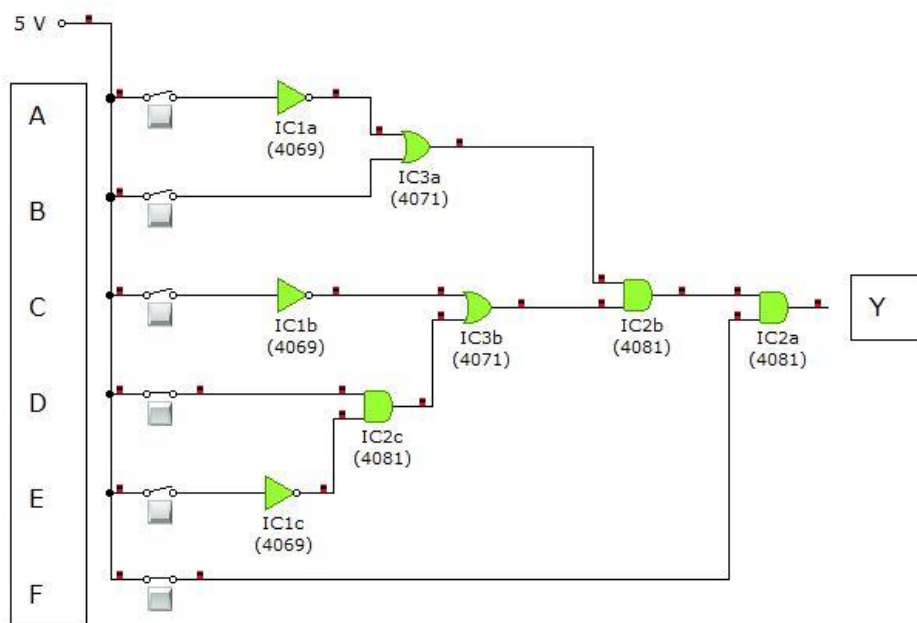 5 V
A
IC1a
(4069)
IC3a
(4071)
B
C
IC1b
(4069)
IC3b
(4071)
IC2b
(4081)
IC2a
(4081)
Y
D
IC2c
(4081)
E
IC1c
(4069)
F